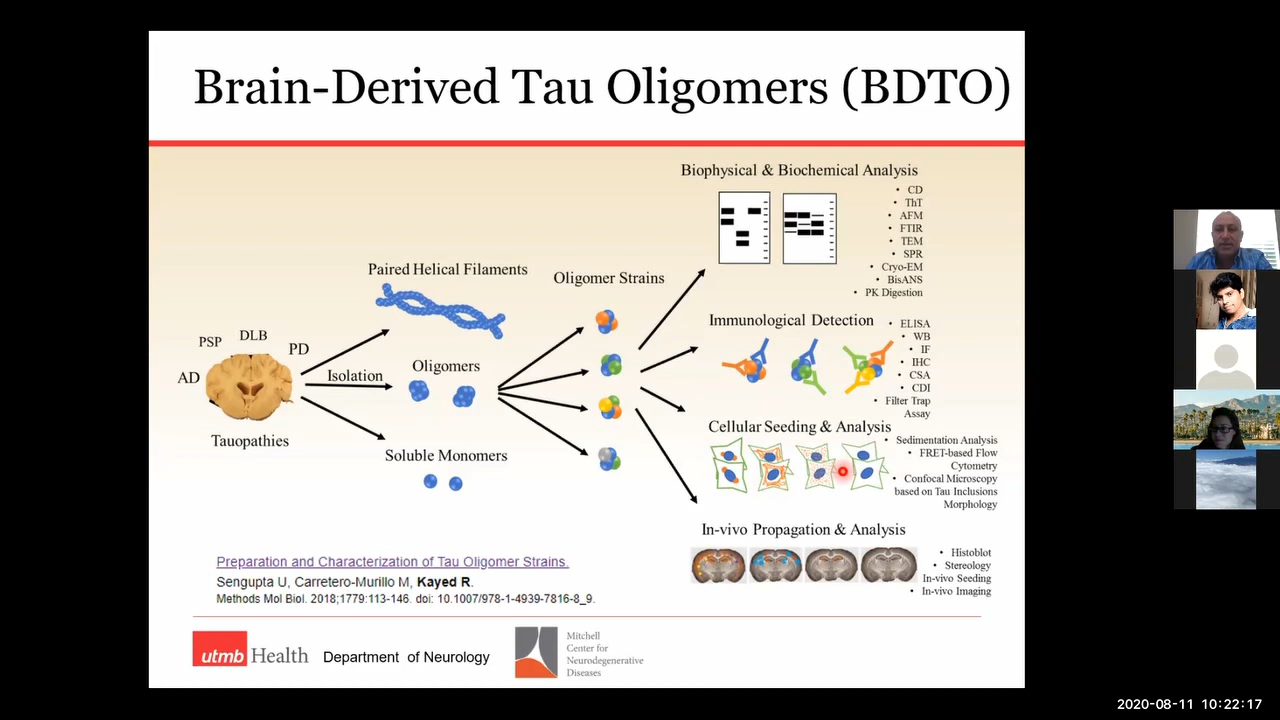 Brain-Derived Tau Oligomers (BDTO)
PSP
DLB
PD
AD
Tauopathies
Isolation
Paired Helical Filaments
Oligomers
Soluble Monomers
Oligomer Strains
Biophysical & Biochemical Analysis
• CD
• ThT
• AFM
• FTIR
• TEM
• SPR
• Cryo-EM
• BisANS
• PK Digestion
Immunological Detection
• ELISA
• WB
• IF
• IHC
• CSA
• CDI
• Filter Trap
Assay
Cellular Seeding & Analysis
• Sedimentation Analysis
• FRET-based Flow
Cytometry
• Confocal Microscopy
based on Tau Inclusions
Morphology
In-vivo Propagation & Analysis
• Histoblot
• Stereology
• In-vivo Seeding
• In-vivo Imaging
Preparation and Characterization of Tau Oligomer Strains.
Sengupta U, Carretero-Murillo M, Kayed R.
Methods Mol Biol. 2018;1779:113-146. doi: 10.1007/978-1-4939-7816-8_9.
utmb Health
Department of Neurology
Mitchell
Center for
Neurodegenerative
Diseases
2020-08-11 10:22:17